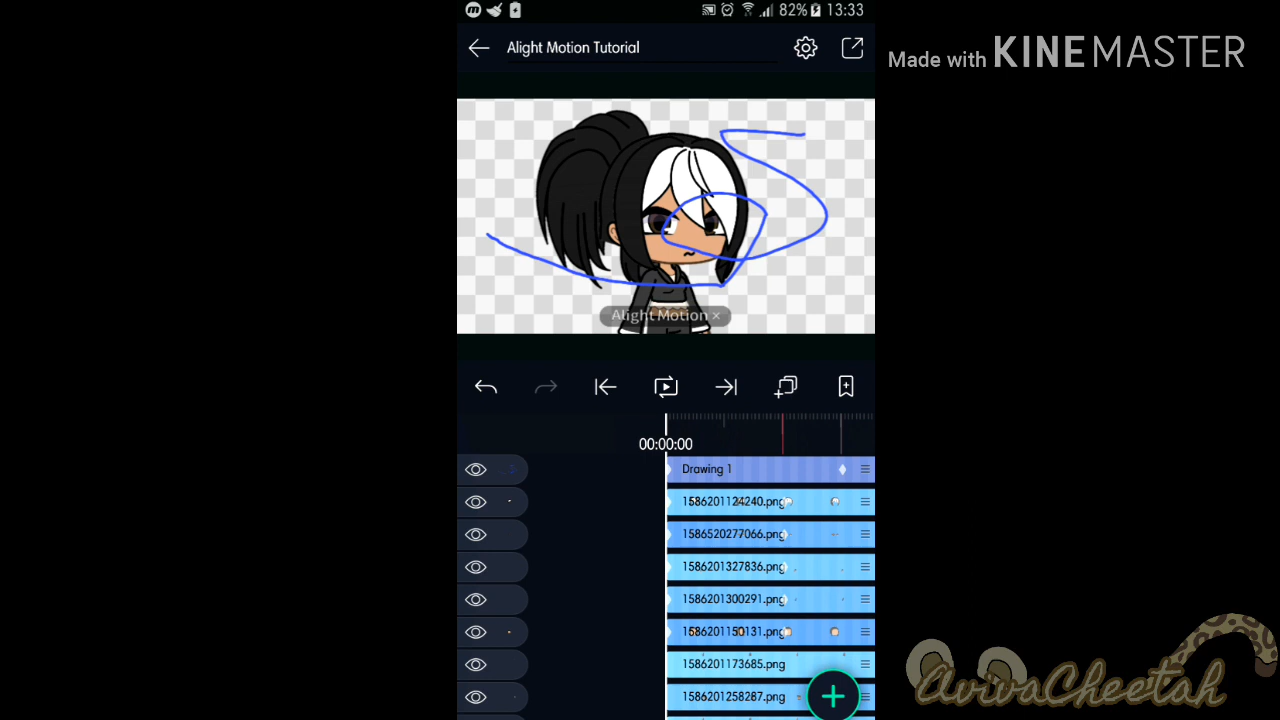 82% 13:33
Alight Motion Tutorial
Made with KINEMASTER
Alight Motion ×
00:00:00
Drawing 1
1586201124240.png
1586520277066.png
1586201327836.png
1586201300291.png
1586201150131.png
1586201173685.png
1586201258287.png
AvivaCheetah